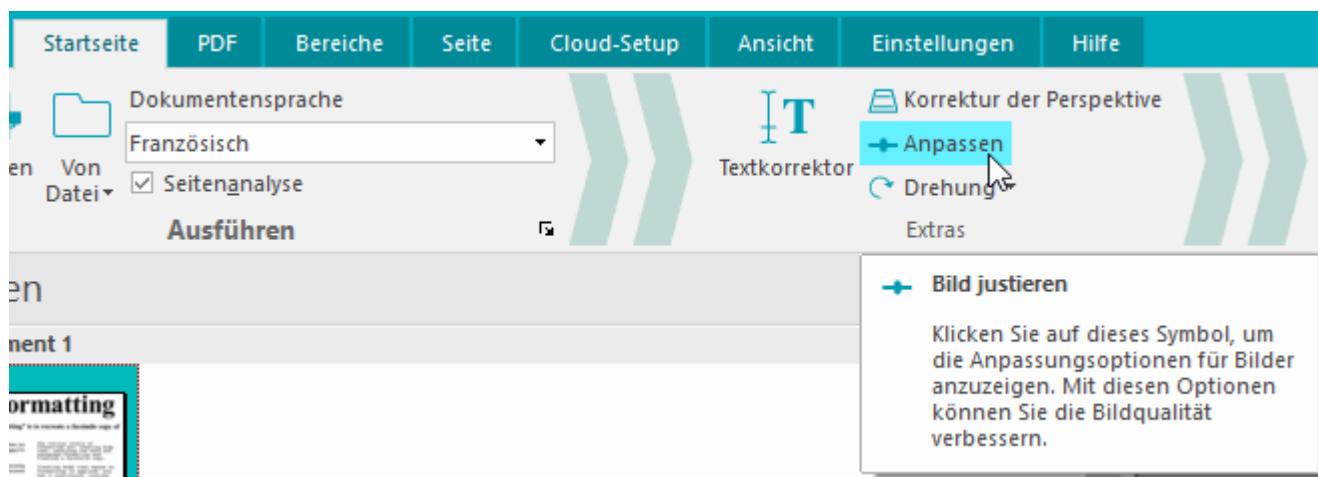 Startseite PDF Bereiche Seite Cloud-Setup Ansicht Einstellungen Hilfe
Dokumentensprache
Französisch
Von
Datei
Seitenanalyse
Ausführen
Textkorrektor
Korrektur der Perspektive
Anpassen
Drehung
Extras
en
ment 1
ormatting
Bild justieren
Klicken Sie auf dieses Symbol, um
die Anpassungsoptionen für Bilder
anzuzeigen. Mit diesen Optionen
können Sie die Bildqualität
verbessern.